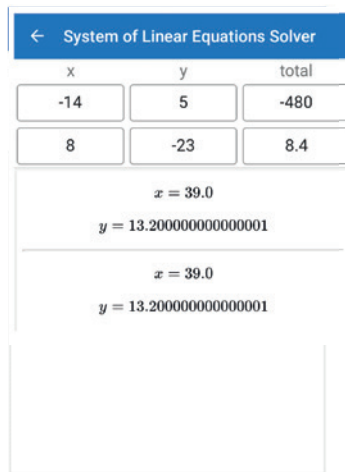 ← System of Linear Equations Solver
x y total
-14 5 -480
8 -23 8.4
x = 39.0
y = 13.200000000000001
x = 39.0
y = 13.200000000000001